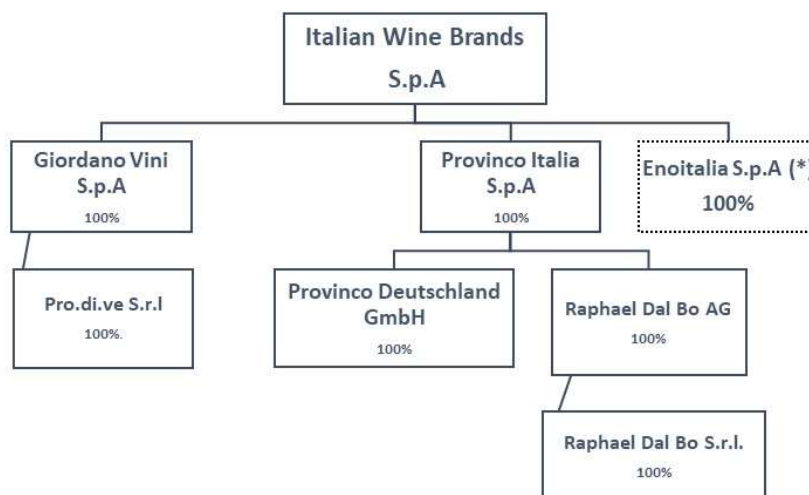 Italian Wine Brands
S.p.A
Giordano Vini
S.p.A
100%
Provinco Italia
S.p.A
100%
Enoitalia S.p.A (*)
100%
Pro.di.ve S.r.l
100%.
Provinco Deutschland
GmbH
100%
Raphael Dal Bo AG
100%
Raphael Dal Bo S.r.l.
100%